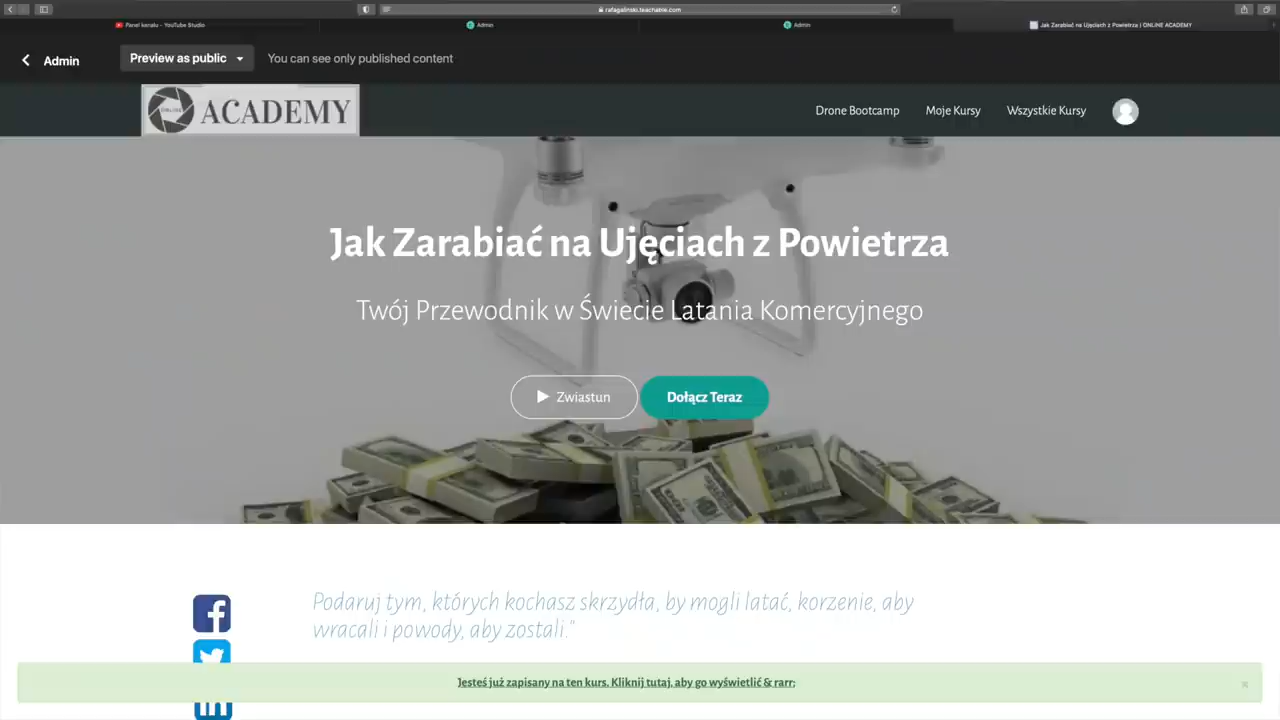 rafagalinski.teachable.com
Panel kanału - YouTube Studio
Admin
Admin
Jak Zarabiać na Ujęciach z Powietrza | ONLINE ACADEMY
Admin
Preview as public
You can see only published content
ONLINE ACADEMY
Drone Bootcamp
Moje Kursy
Wszystkie Kursy
Jak Zarabiać na Ujęciach z Powietrza
Twój Przewodnik w Świecie Latania Komercyjnego
Zwiastun
Dołącz Teraz
Podaruj tym, których kochasz skrzydła, by mogli latać, korzenie, aby
wracali i powody, aby zostali."
Jesteś już zapisany na ten kurs. Kliknij tutaj, aby go wyświetlić & rarr;
×